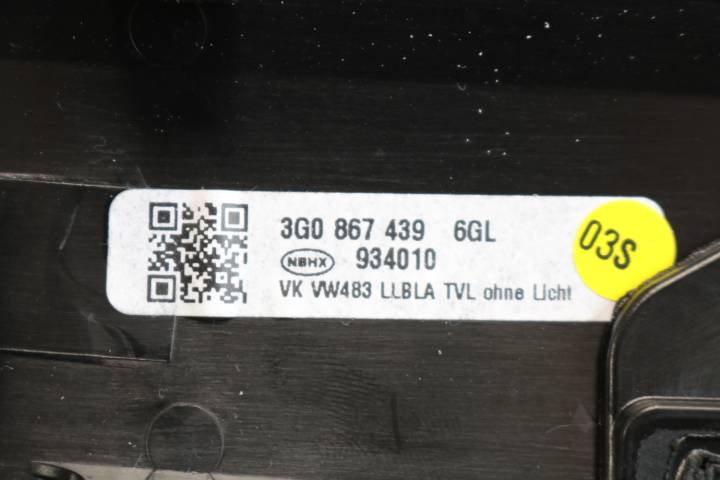 3G0 867 439 6GL
NBHX 934010
VK VW483 LLBLA TVL ohne Licht
03S